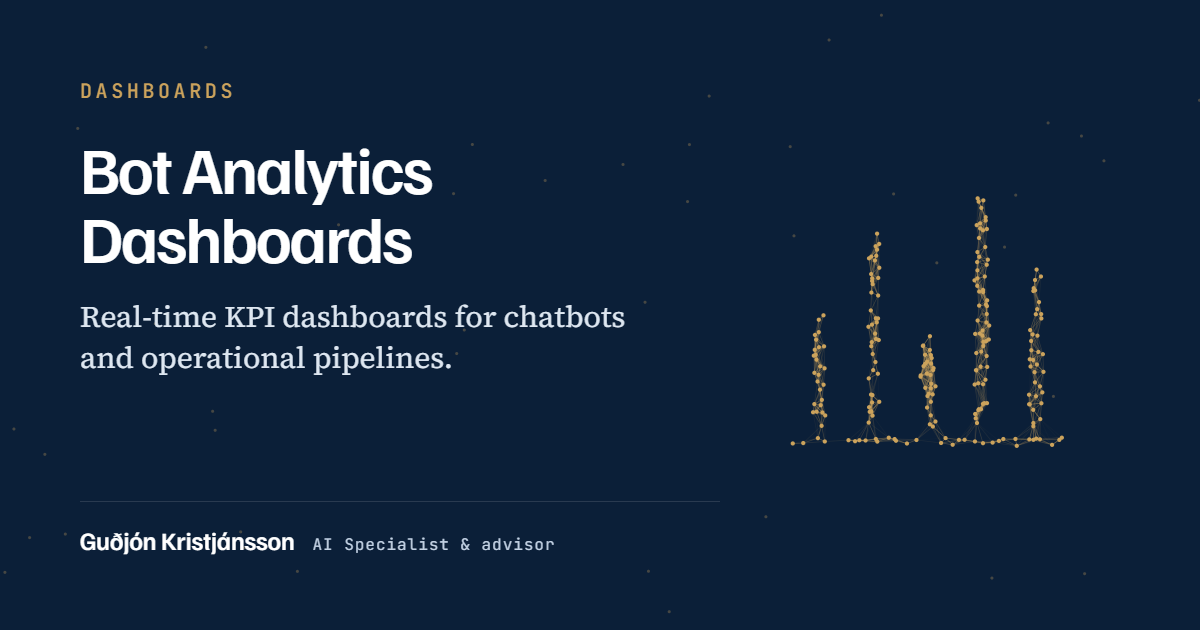 DASHBOARDS
Bot Analytics
Dashboards
Real-time KPI dashboards for chatbots
and operational pipelines.
Guðjón Kristjánsson AI Specialist & advisor